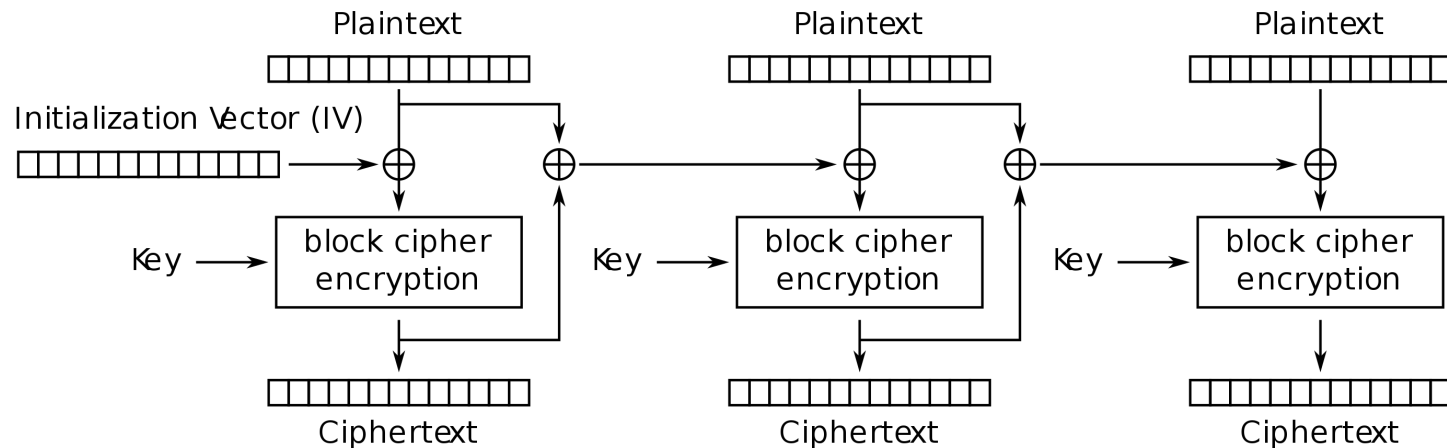 Plaintext
Plaintext
Plaintext
Initialization Vector (IV)
Key
block cipher
encryption
Key
block cipher
encryption
Key
block cipher
encryption
Ciphertext
Ciphertext
Ciphertext